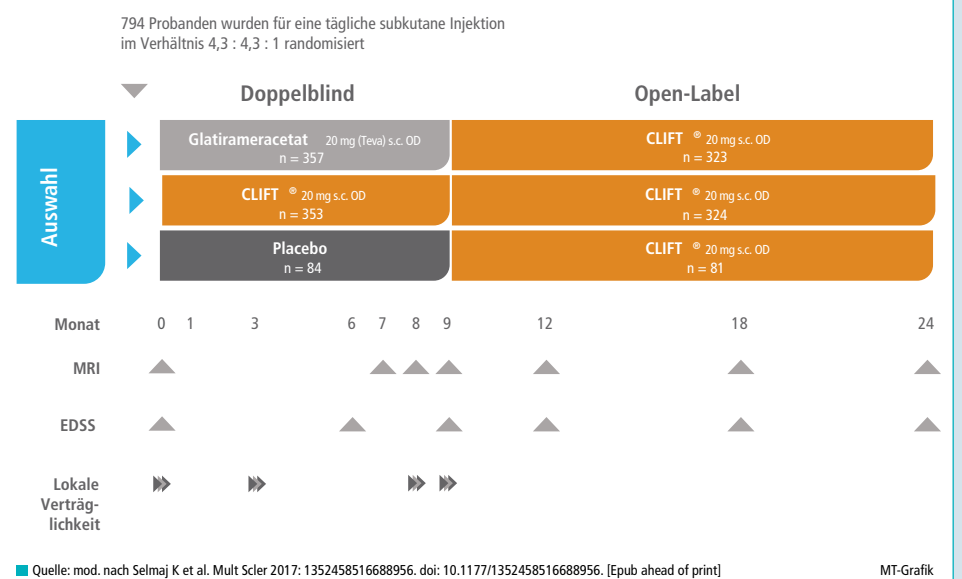 794 Probanden wurden für eine tägliche subkutane Injektion
im Verhältnis 4,3 : 4,3 : 1 randomisiert
Doppelblind
Open-Label
Auswahl
Glatirameracetat 20 mg (Teva) s.c. OD
n = 357
CLIFT ® 20 mg s.c. OD
n = 323
CLIFT ® 20 mg s.c. OD
n = 353
CLIFT ® 20 mg s.c. OD
n = 324
Placebo
n = 84
CLIFT ® 20 mg s.c. OD
n = 81
Monat 0 1 3 6 7 8 9 12 18 24
MRI
EDSS
Lokale
Verträg-
lichkeit
Quelle: mod. nach Selmaj K et al. Mult Scler 2017: 1352458516688956. doi: 10.1177/1352458516688956. [Epub ahead of print]
MT-Grafik